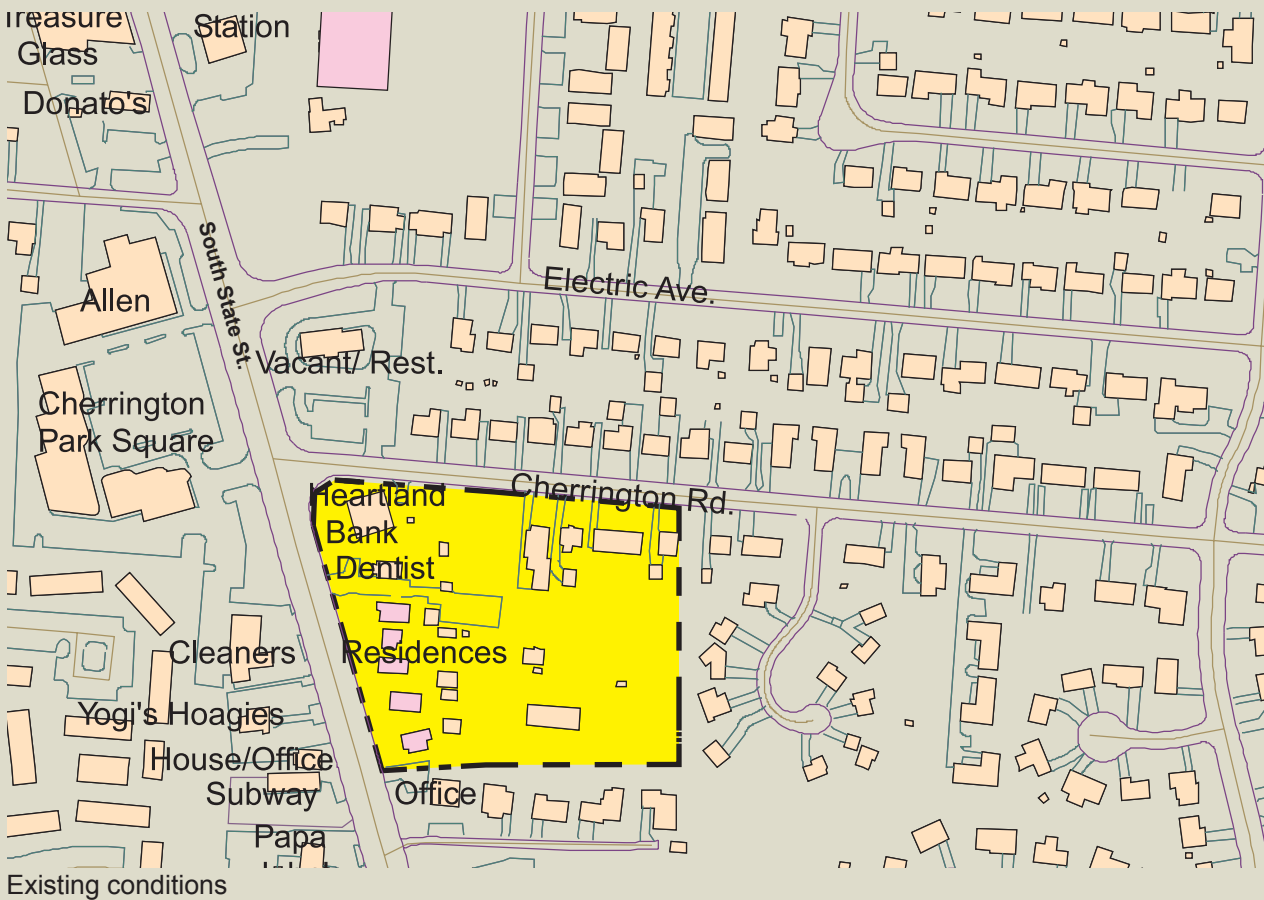 Treasure
Glass
Donato's
Station
Allen
South State St.
Electric Ave.
Vacant/ Rest.
Cherrington
Park Square
Cherrington Rd.
Heartland
Bank
Dentist
Residences
Cleaners
Yogi's Hoagies
House/Office
Subway
Office
Papa
Existing conditions